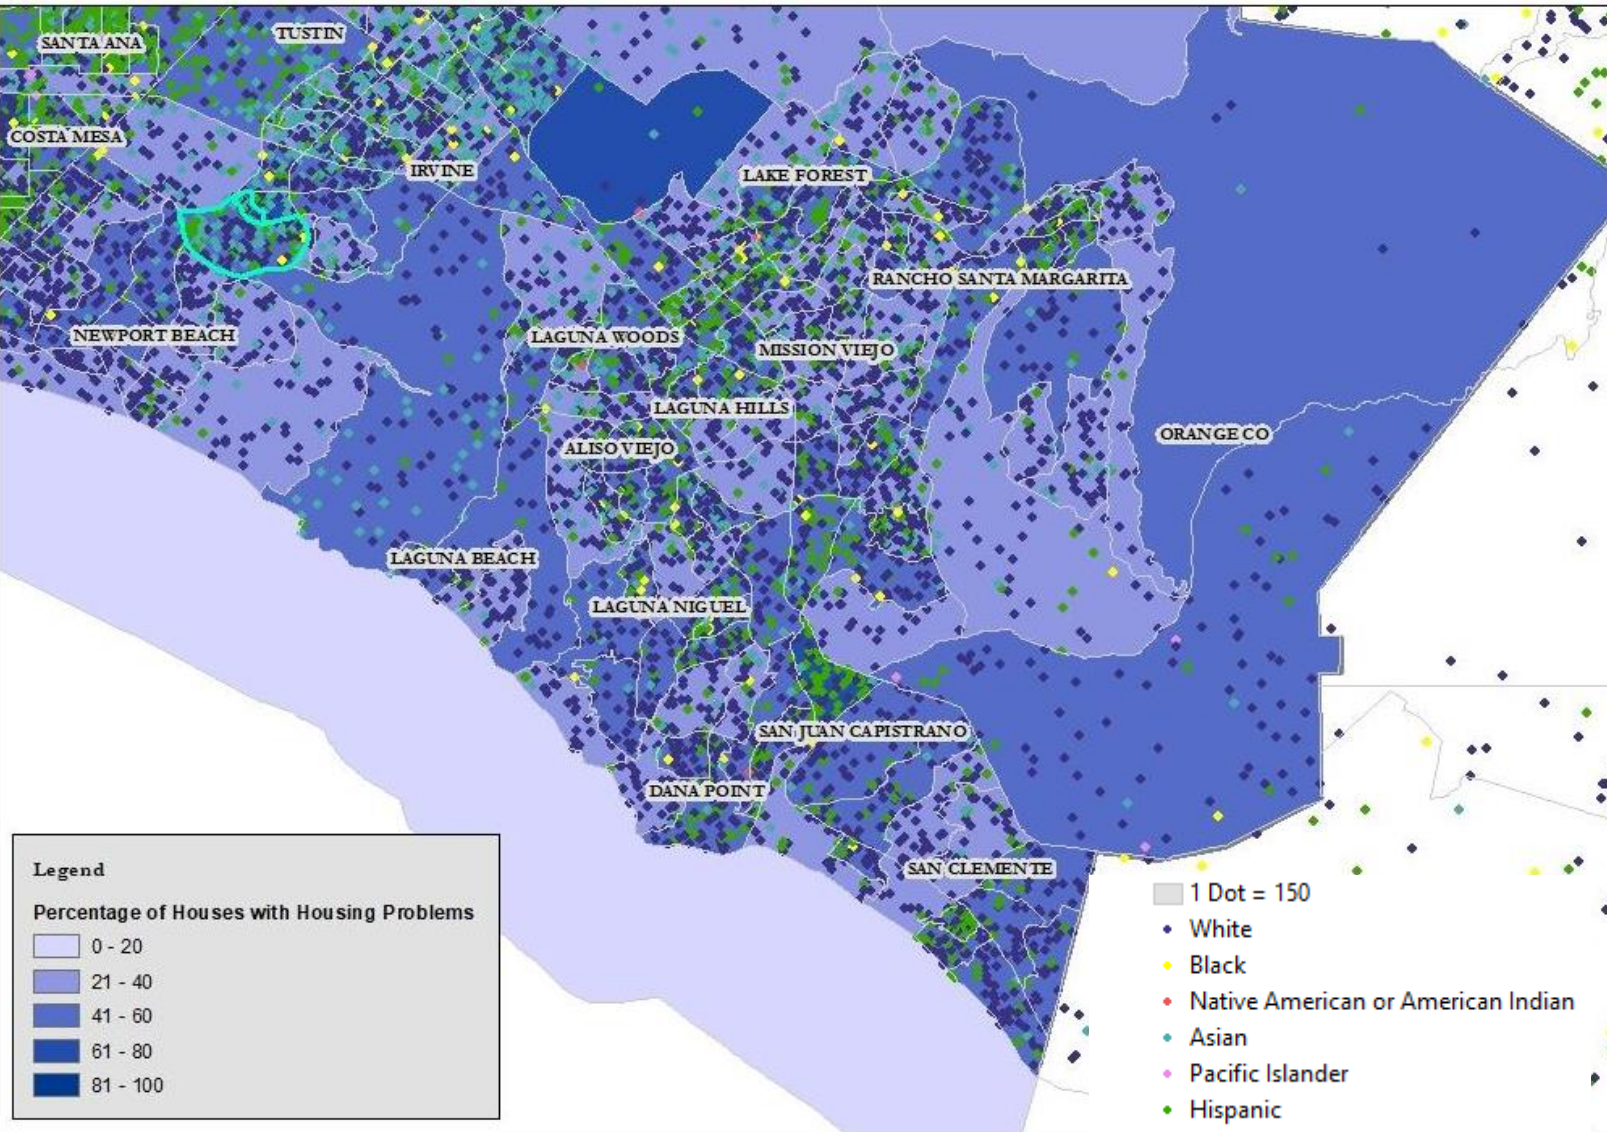 SANTA ANA
TUSTIN
COSTA MESA
IRVINE
LAKE FOREST
RANCHO SANTA MARGARITA
NEWPORT BEACH
LAGUNA WOODS
MISSION VIEJO
LAGUNA HILLS
ORANGE CO
ALISO VIEJO
LAGUNA BEACH
LAGUNA NIGUEL
SAN JUAN CAPISTRANO
DANA POINT
SAN CLEMENTE
Legend
Percentage of Houses with Housing Problems
0 - 20
21 - 40
41 - 60
61 - 80
81 - 100
1 Dot = 150
White
Black
Native American or American Indian
Asian
Pacific Islander
Hispanic